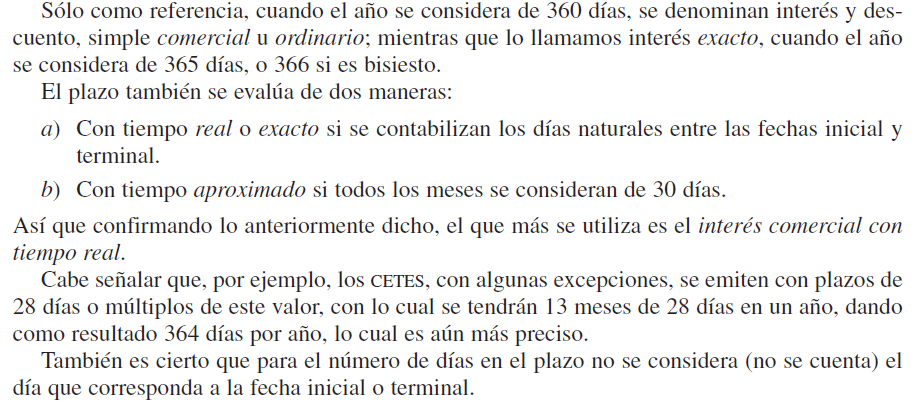 Sólo como referencia, cuando el año se considera de 360 días, se denominan interés y des-
cuento, simple comercial u ordinario; mientras que lo llamamos interés exacto, cuando el año
se considera de 365 días, o 366 si es bisiesto.
El plazo también se evalúa de dos maneras:
a) Con tiempo real o exacto si se contabilizan los días naturales entre las fechas inicial y
terminal.
b) Con tiempo aproximado si todos los meses se consideran de 30 días.
Así que confirmando lo anteriormente dicho, el que más se utiliza es el interés comercial con
tiempo real.
Cabe señalar que, por ejemplo, los CETES, con algunas excepciones, se emiten con plazos de
28 días o múltiplos de este valor, con lo cual se tendrán 13 meses de 28 días en un año, dando
como resultado 364 días por año, lo cual es aún más preciso.
También es cierto que para el número de días en el plazo no se considera (no se cuenta) el
día que corresponda a la fecha inicial o terminal.